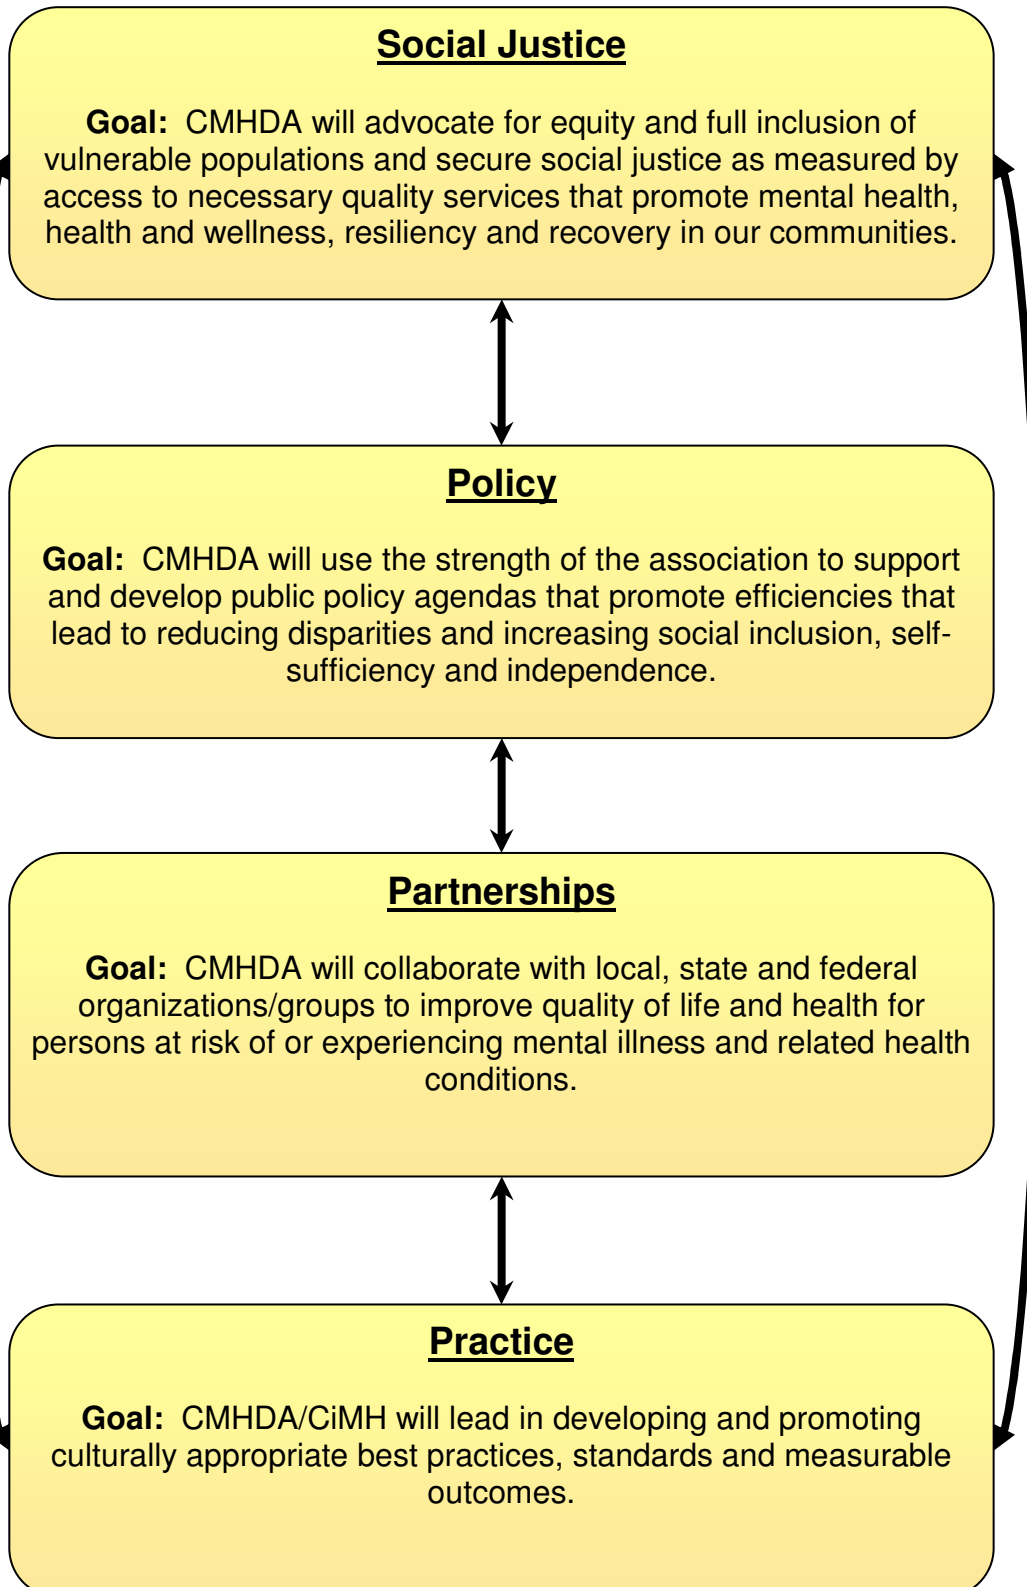 Social Justice
Goal: CMHDA will advocate for equity and full inclusion of
vulnerable populations and secure social justice as measured by
access to necessary quality services that promote mental health,
health and wellness, resiliency and recovery in our communities.
Policy
Goal: CMHDA will use the strength of the association to support
and develop public policy agendas that promote efficiencies that
lead to reducing disparities and increasing social inclusion, self-
sufficiency and independence.
Partnerships
Goal: CMHDA will collaborate with local, state and federal
organizations/groups to improve quality of life and health for
persons at risk of or experiencing mental illness and related health
conditions.
Practice
Goal: CMHDA/CiMH will lead in developing and promoting
culturally appropriate best practices, standards and measurable
outcomes.